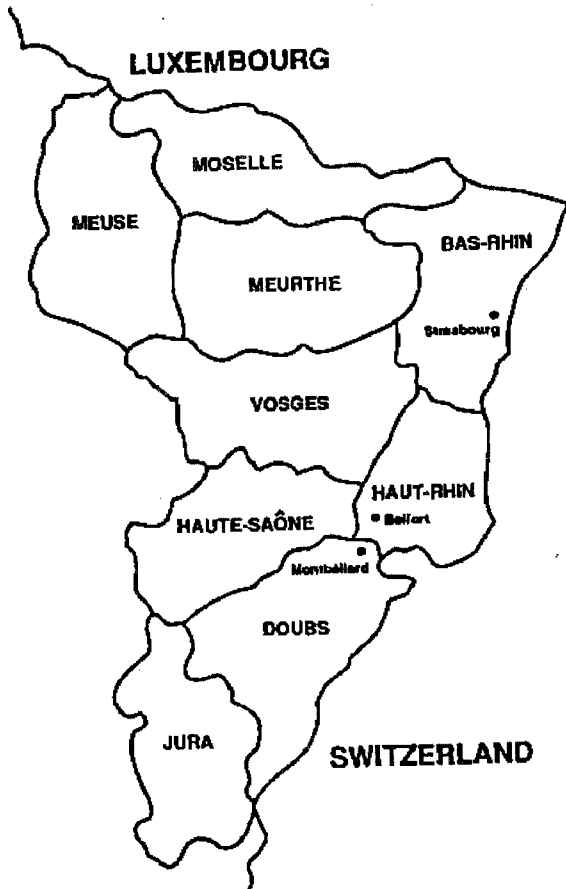 LUXEMBOURG
MOSELLE
MEUSE
BAS-RHIN
MEURTHE
Strasbourg
VOSGES
HAUT-RHIN
Belfort
HAUTE-SAÔNE
Montbéliard
DOUBS
JURA
SWITZERLAND